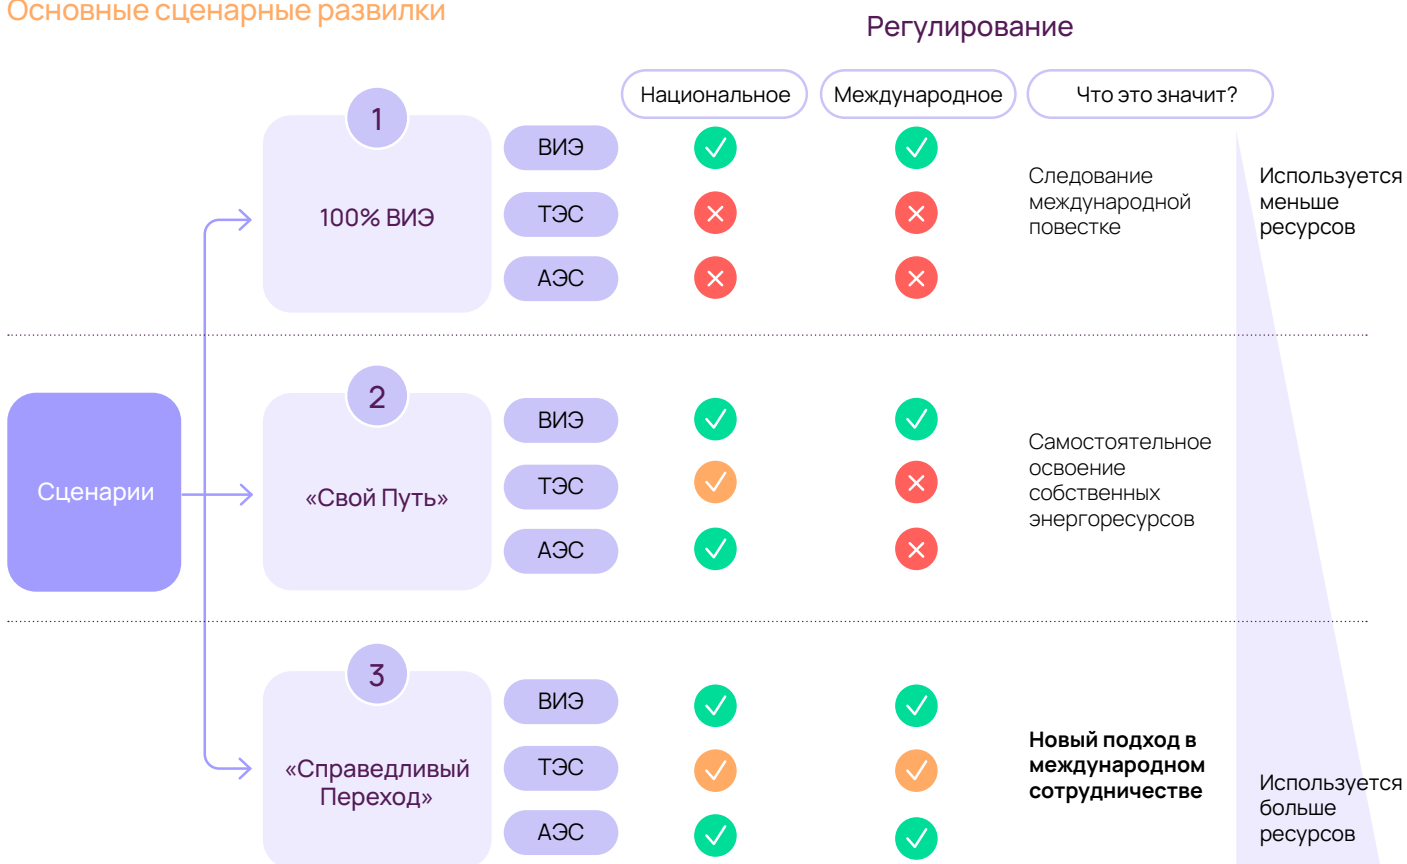 Основные сценарные развилки
Регулирование
Национальное
Международное
Что это значит?
1
100% ВИЭ
ВИЭ
ТЭС
АЭС
Следование
международной
повестке
Используется
меньше
ресурсов
Сценарии
2
«Свой Путь»
ВИЭ
ТЭС
АЭС
Самостоятельное
освоение
собственных
энергоресурсов
3
«Справедливый
Переход»
ВИЭ
ТЭС
АЭС
Новый подход в
международном
сотрудничестве
Используется
больше
ресурсов